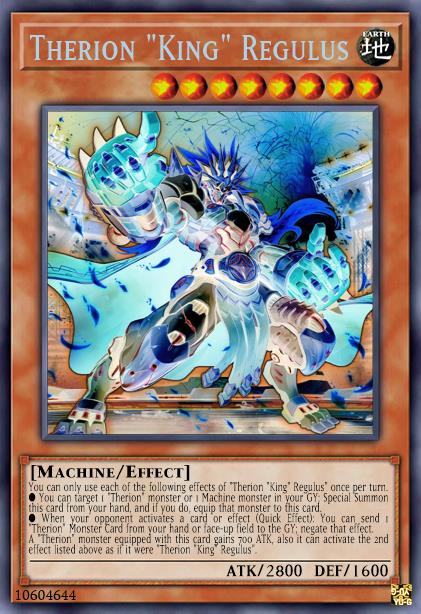 Therion "King" Regulus
EARTH
地
[Machine/Effect]
You can only use each of the following effects of "Therion "King" Regulus" once per turn.
● You can target 1 "Therion" monster or 1 Machine monster in your GY; Special Summon
this card from your hand, and if you do, equip that monster to this card.
● When your opponent activates a card or effect (Quick Effect): You can send 1
"Therion" Monster Card from your hand or face-up field to the GY; negate that effect.
A "Therion" monster equipped with this card gains 700 ATK, also it can activate the 2nd
effect listed above as if it were "Therion "King" Regulus".
ATK/2800 DEF/1600
10604644